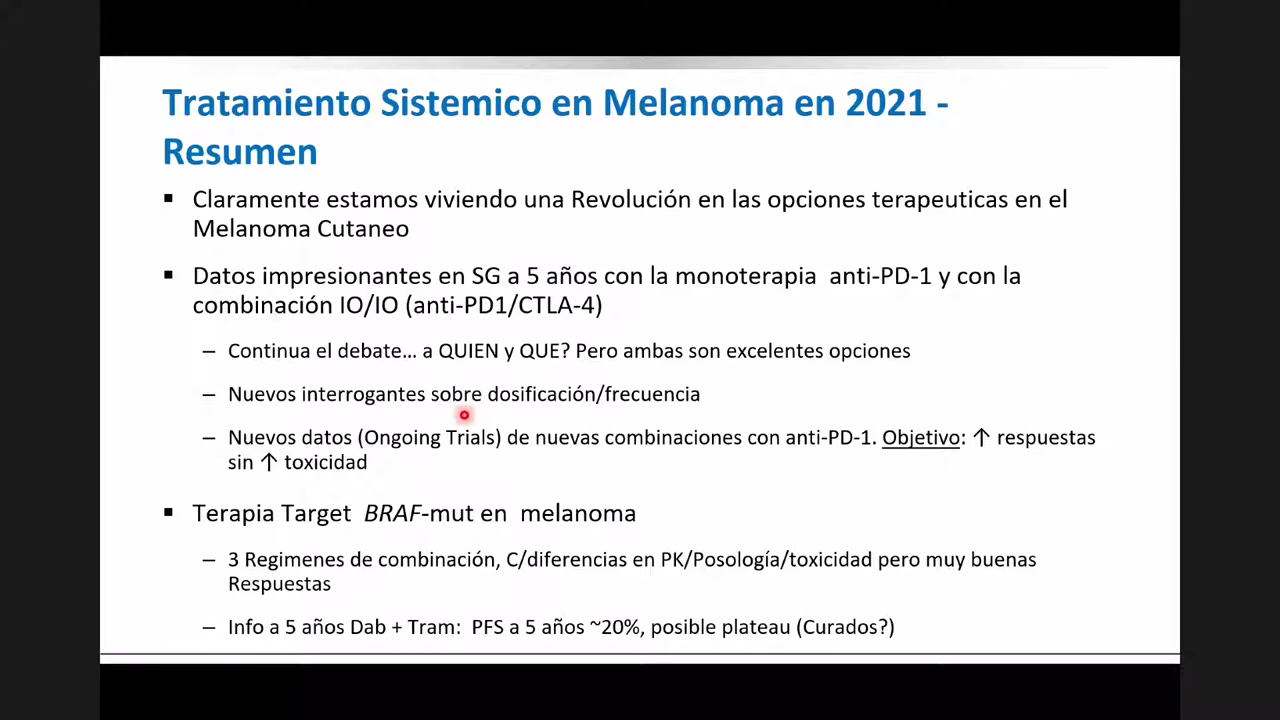 Tratamiento Sistemico en Melanoma en 2021 -
Resumen
▪ Claramente estamos viviendo una Revolución en las opciones terapeuticas en el
Melanoma Cutaneo
▪ Datos impresionantes en SG a 5 años con la monoterapia anti-PD-1 y con la
combinación IO/IO (anti-PD1/CTLA-4)
– Continua el debate... a QUIEN y QUE? Pero ambas son excelentes opciones
– Nuevos interrogantes sobre dosificación/frecuencia
– Nuevos datos (Ongoing Trials) de nuevas combinaciones con anti-PD-1. Objetivo: ↑ respuestas
sin ↑ toxicidad
▪ Terapia Target BRAF-mut en melanoma
– 3 Regimenes de combinación, C/diferencias en PK/Posología/toxicidad pero muy buenas
Respuestas
– Info a 5 años Dab + Tram: PFS a 5 años ~20%, posible plateau (Curados?)